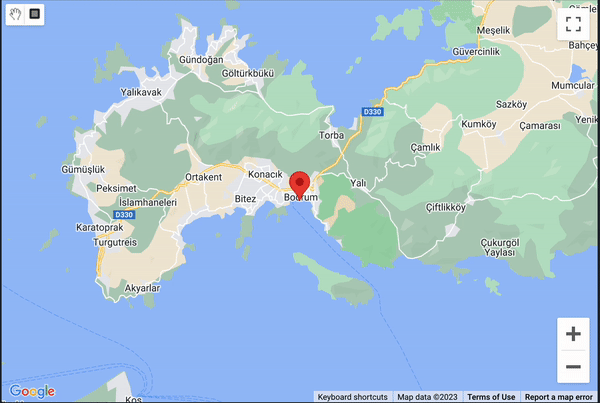 Meşelik
Güvercinlik
Bahçey
Gündoğan
Göltürkbükü
Mumcular
Yalıkavak
Sazköy
D330
Yenik
Kumköy
Çamarası
Torba
Çamlık
Gümüşlük
Konacık
Ortakent
Yalı
Peksimet
İslamhaneleri
Bitez
Bodrum
Çiftlikköy
D330
Karatoprak
Turgutreis
Çukurgöl
Yaylası
Akyarlar
Kos
Google
Keyboard shortcuts
Map data ©2023
Terms of Use
Report a map error